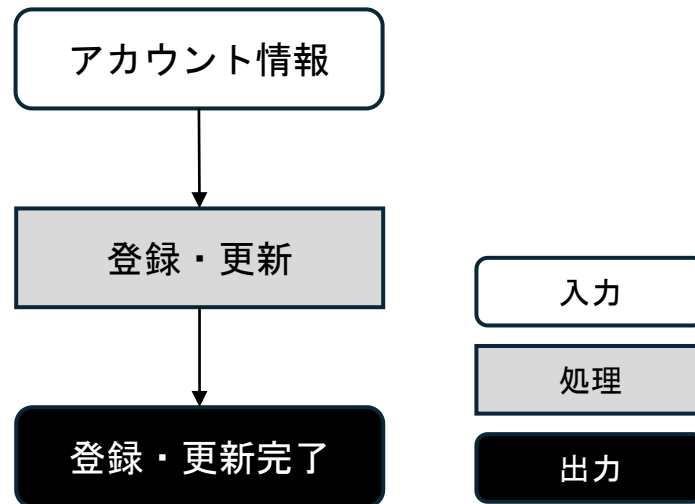 アカウント情報
登録・更新
登録・更新完了
入力
処理
出力